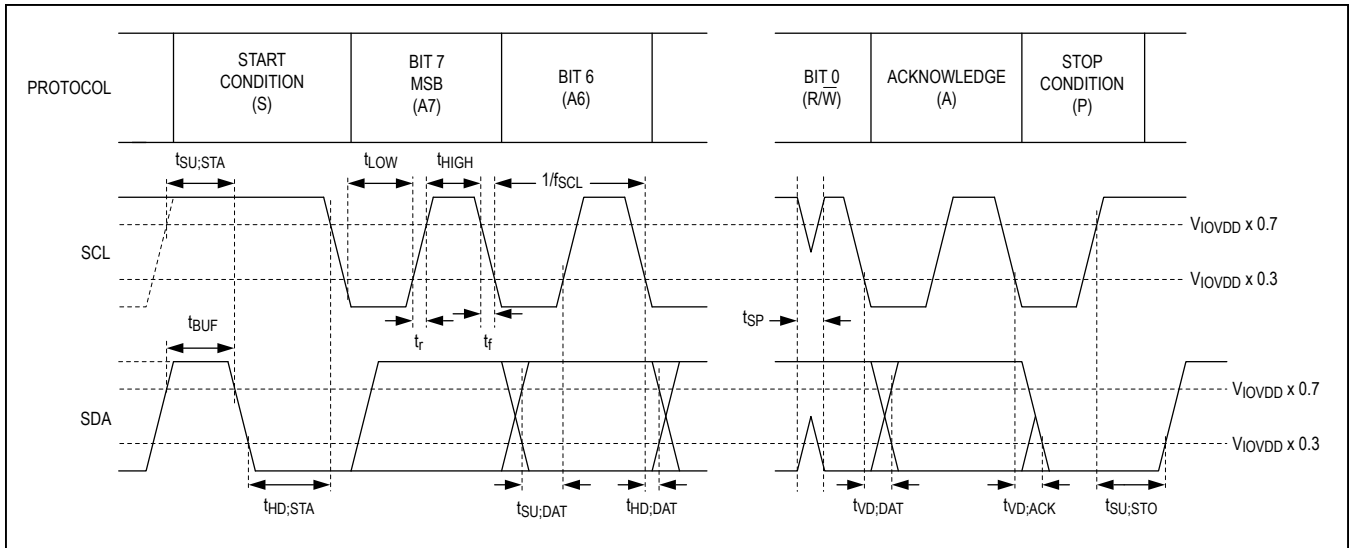 PROTOCOL
START
CONDITION
(S)
BIT 7
MSB
(A7)
BIT 6
(A6)
BIT 0
(R/W̅)
ACKNOWLEDGE
(A)
STOP
CONDITION
(P)
tSU;STA
tLOW
tHIGH
1/fSCL
SCL
VIOVDD x 0.7
VIOVDD x 0.3
tBUF
tr
tf
tSP
SDA
VIOVDD x 0.7
VIOVDD x 0.3
tHD;STA
tSU;DAT
tHD;DAT
tVD;DAT
tVD;ACK
tSU;STO